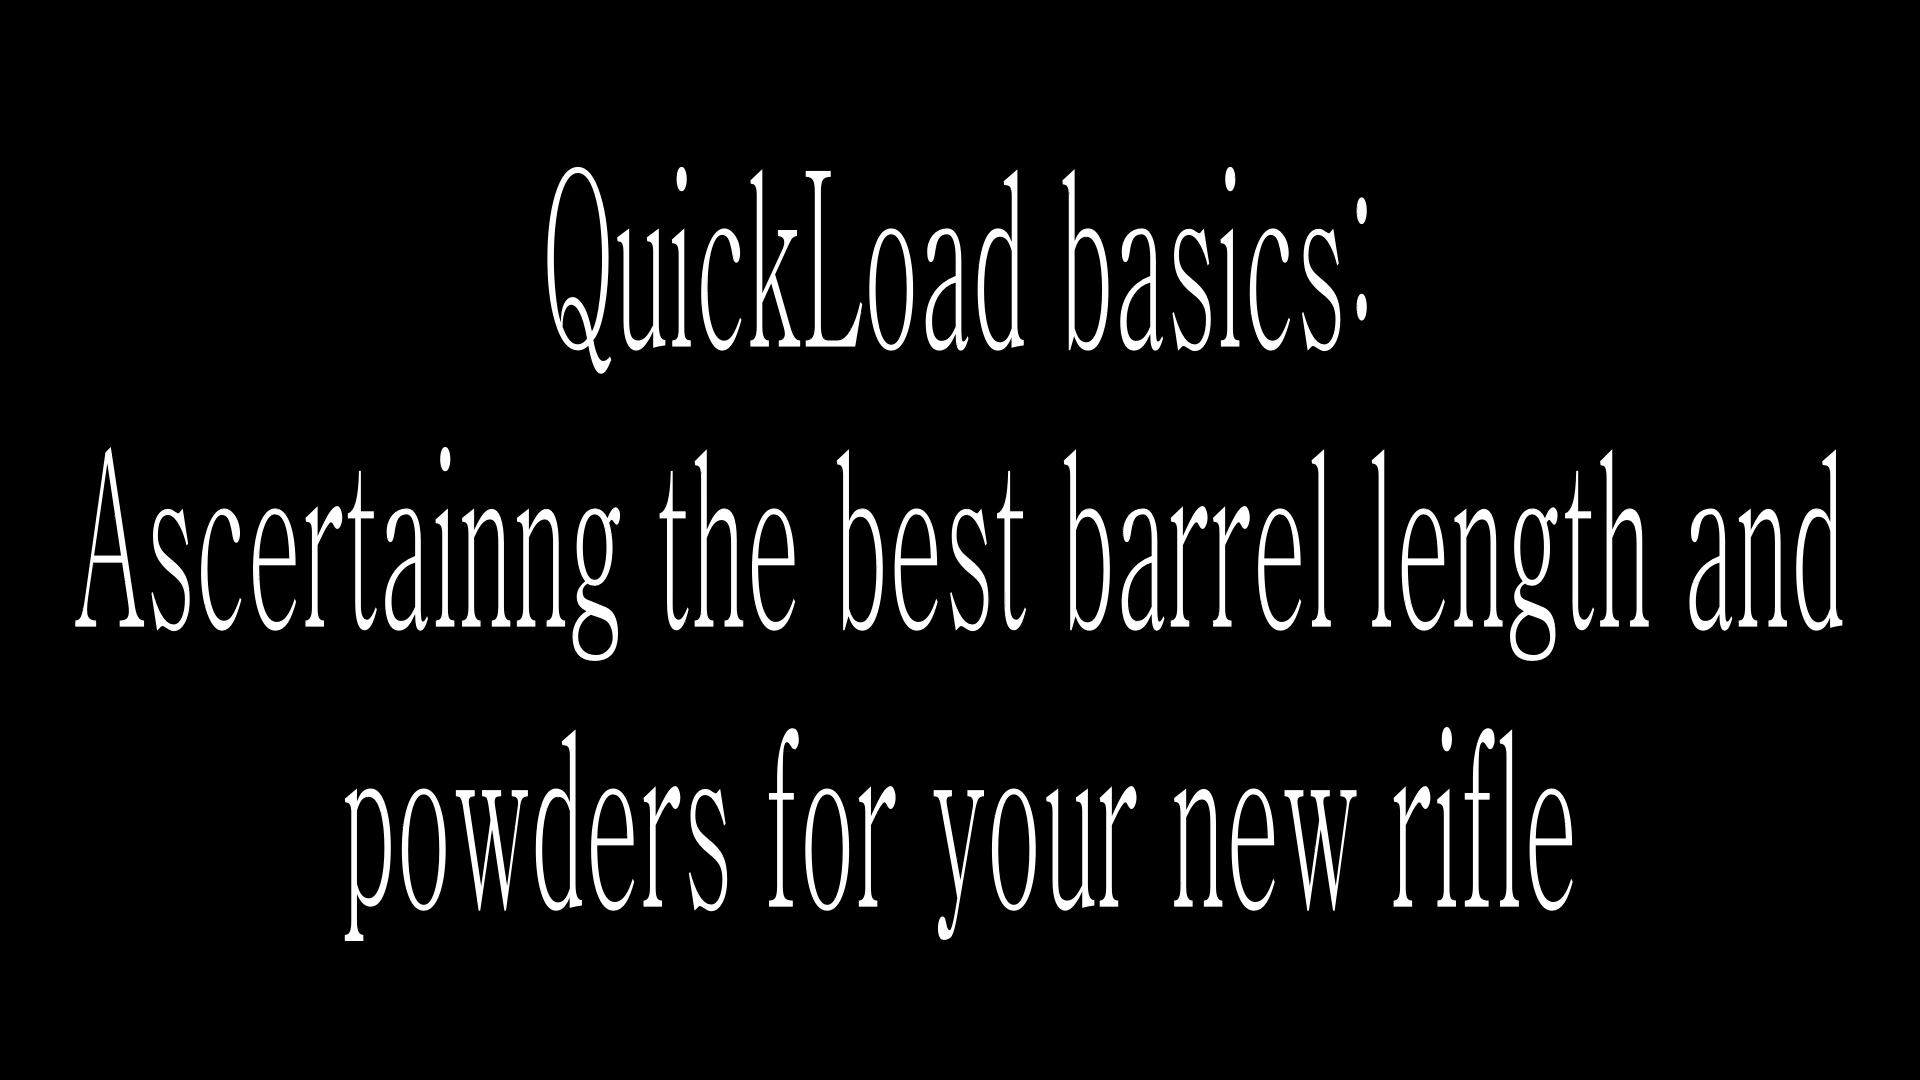 QuickLoad basics:
Ascertainng the best barrel length and
powders for your new rifle